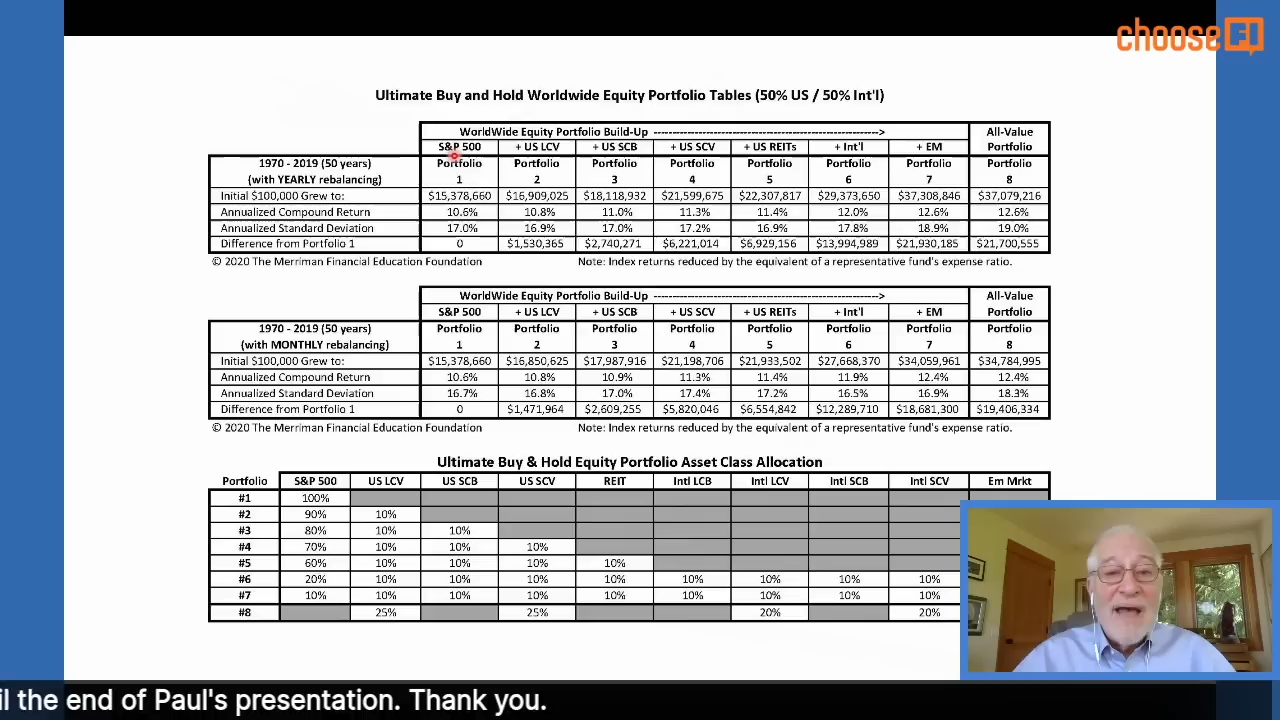 chooseFI
Ultimate Buy and Hold Worldwide Equity Portfolio Tables (50% US / 50% Int'l)
WorldWide Equity Portfolio Build-Up ------------------------------------------------> All-Value
S&P 500 + US LCV + US SCB + US SCV + US REITs + Int'l + EM Portfolio
1970 - 2019 (50 years) Portfolio Portfolio Portfolio Portfolio Portfolio Portfolio Portfolio Portfolio
(with YEARLY rebalancing) 1 2 3 4 5 6 7 8
Initial $100,000 Grew to: $15,378,660 $16,909,025 $18,118,932 $21,599,675 $22,307,817 $29,373,650 $37,308,846 $37,079,216
Annualized Compound Return 10.6% 10.8% 11.0% 11.3% 11.4% 12.0% 12.6% 12.6%
Annualized Standard Deviation 17.0% 16.9% 17.0% 17.2% 16.9% 17.8% 18.9% 19.0%
Difference from Portfolio 1 0 $1,530,365 $2,740,271 $6,221,014 $6,929,156 $13,994,989 $21,930,185 $21,700,555
© 2020 The Merriman Financial Education Foundation Note: Index returns reduced by the equivalent of a representative fund's expense ratio.
WorldWide Equity Portfolio Build-Up ------------------------------------------------> All-Value
S&P 500 + US LCV + US SCB + US SCV + US REITs + Int'l + EM Portfolio
1970 - 2019 (50 years) Portfolio Portfolio Portfolio Portfolio Portfolio Portfolio Portfolio Portfolio
(with MONTHLY rebalancing) 1 2 3 4 5 6 7 8
Initial $100,000 Grew to: $15,378,660 $16,850,625 $17,987,916 $21,198,706 $21,933,502 $27,668,370 $34,059,961 $34,784,995
Annualized Compound Return 10.6% 10.8% 10.9% 11.3% 11.4% 11.9% 12.4% 12.4%
Annualized Standard Deviation 16.7% 16.8% 17.0% 17.4% 17.2% 16.5% 16.9% 18.3%
Difference from Portfolio 1 0 $1,471,964 $2,609,255 $5,820,046 $6,554,842 $12,289,710 $18,681,300 $19,406,334
© 2020 The Merriman Financial Education Foundation Note: Index returns reduced by the equivalent of a representative fund's expense ratio.
Ultimate Buy & Hold Equity Portfolio Asset Class Allocation
Portfolio S&P 500 US LCV US SCB US SCV REIT Intl LCB Intl LCV Intl SCB Intl SCV Em Mrkt
#1 100%
#2 90% 10%
#3 80% 10% 10%
#4 70% 10% 10% 10%
#5 60% 10% 10% 10% 10%
#6 20% 10% 10% 10% 10% 10% 10% 10% 10%
#7 10% 10% 10% 10% 10% 10% 10% 10% 10%
#8 25% 25% 20% 20%
il the end of Paul's presentation. Thank you.